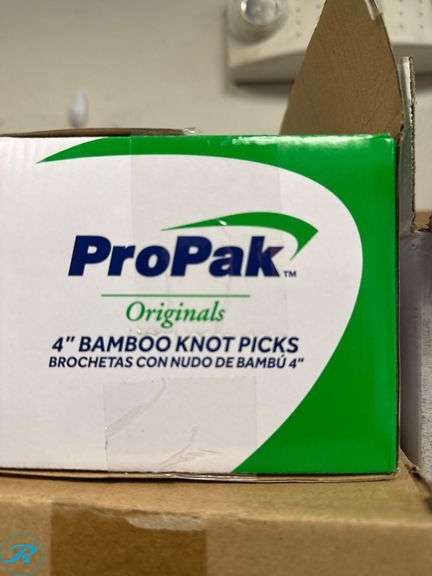 ProPak™
Originals
4" BAMBOO KNOT PICKS
BROCHETAS CON NUDO DE BAMBÚ 4"
R